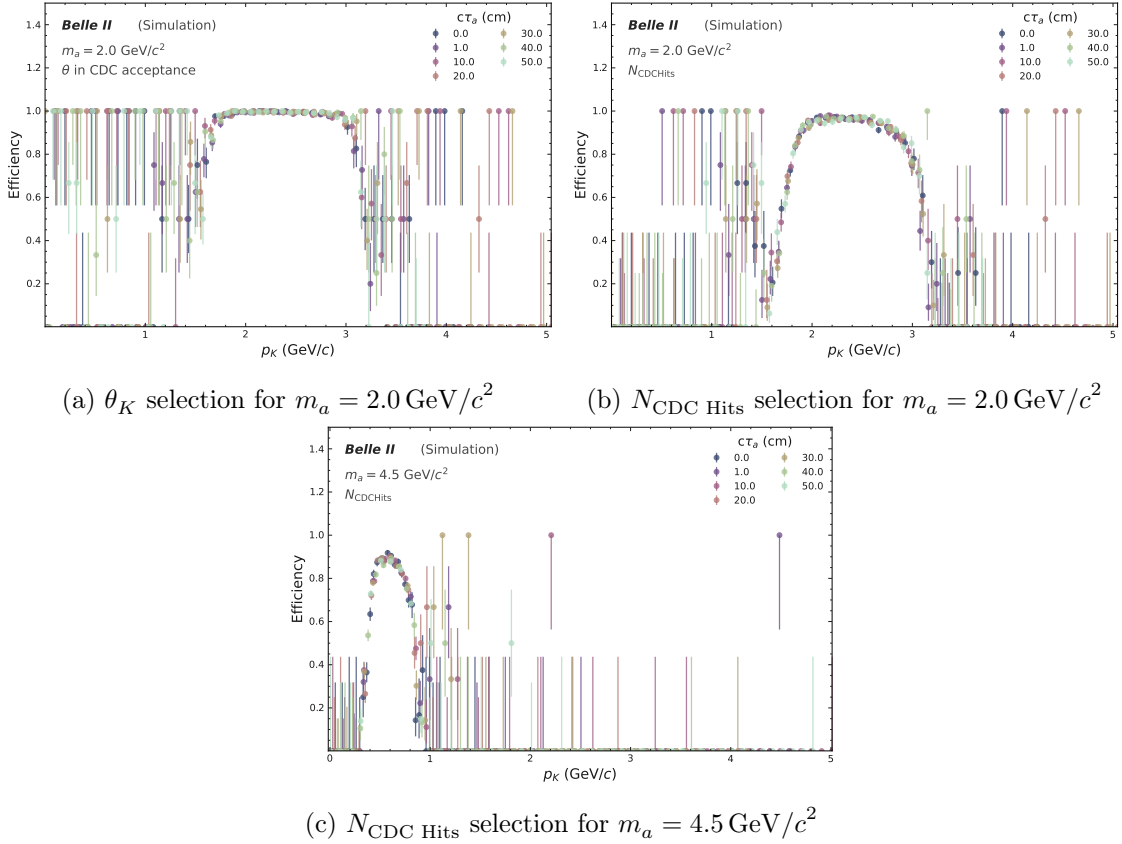 Belle II (Simulation)
m_a = 2.0 GeV/c²
θ in CDC acceptance
cτ_a (cm)
0.0 30.0
1.0 40.0
10.0 50.0
20.0
Efficiency
1.4
1.2
1.0
0.8
0.6
0.4
0.2
1 2 3 4 5
p_K (GeV/c)
(a) θ_K selection for m_a = 2.0 GeV/c²
Belle II (Simulation)
m_a = 2.0 GeV/c²
N_CDCHits
cτ_a (cm)
0.0 30.0
1.0 40.0
10.0 50.0
20.0
Efficiency
1.4
1.2
1.0
0.8
0.6
0.4
0.2
1 2 3 4 5
p_K (GeV/c)
(b) N_CDC Hits selection for m_a = 2.0 GeV/c²
Belle II (Simulation)
m_a = 4.5 GeV/c²
N_CDCHits
cτ_a (cm)
0.0 30.0
1.0 40.0
10.0 50.0
20.0
Efficiency
1.4
1.2
1.0
0.8
0.6
0.4
0.2
0 1 2 3 4 5
p_K (GeV/c)
(c) N_CDC Hits selection for m_a = 4.5 GeV/c²